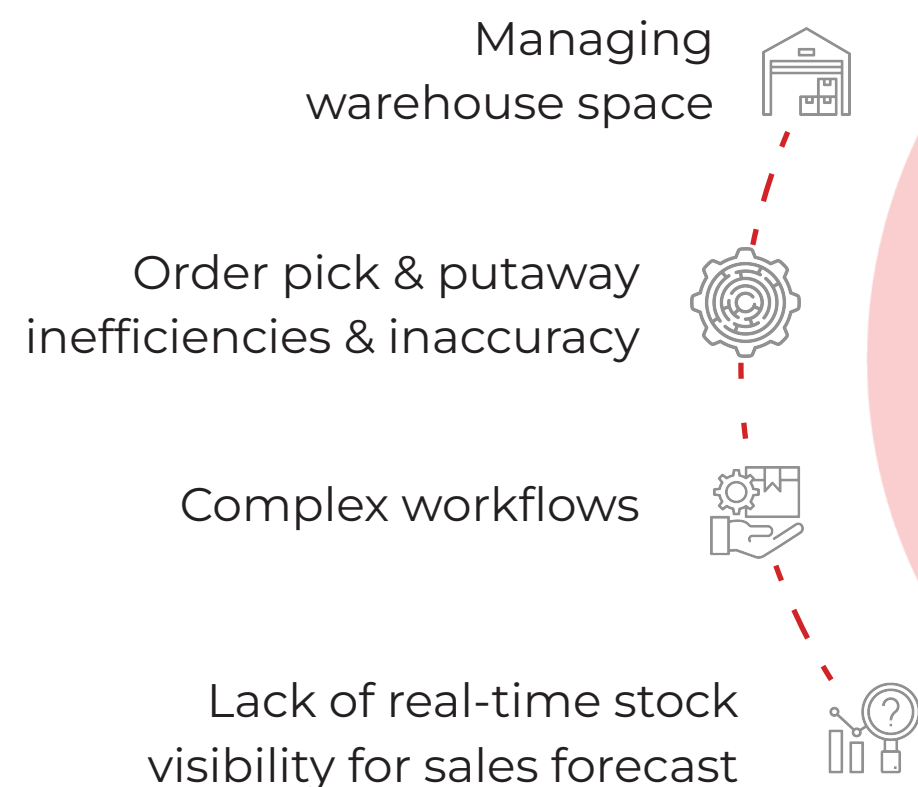 Managing
warehouse space
Order pick & putaway
inefficiencies & inaccuracy
Complex workflows
Lack of real-time stock
visibility for sales forecast
?